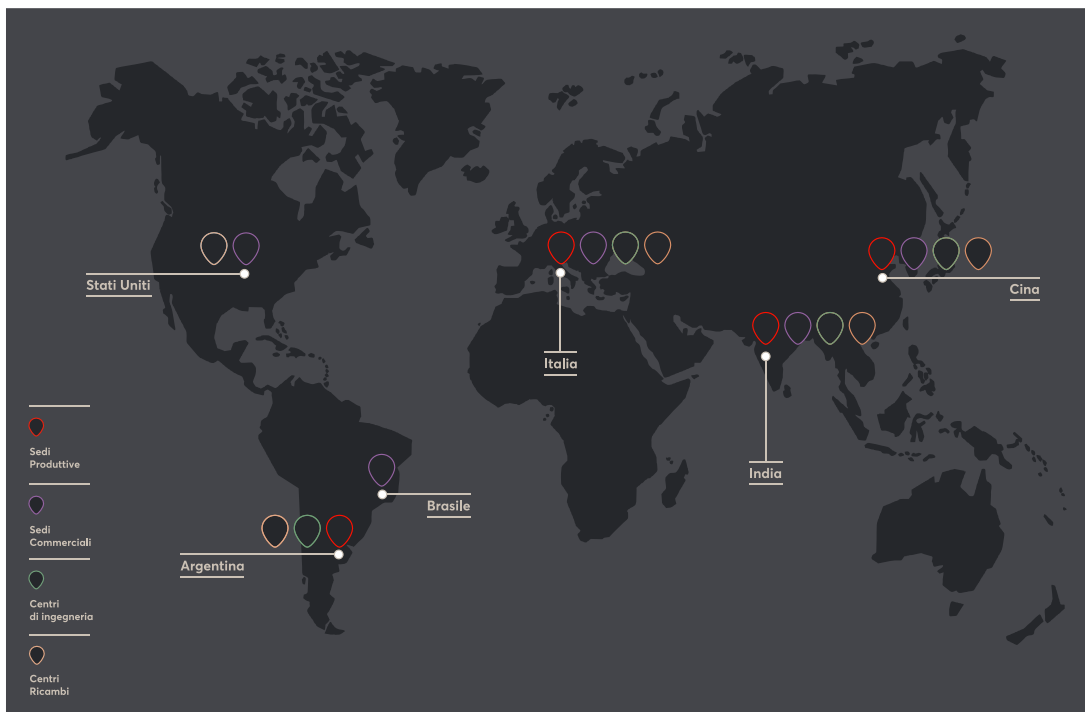 Stati Uniti
Cina
Italia
India
Brasile
Argentina
Sedi
Produttive
Sedi
Commerciali
Centri
di ingegneria
Centri
Ricambi